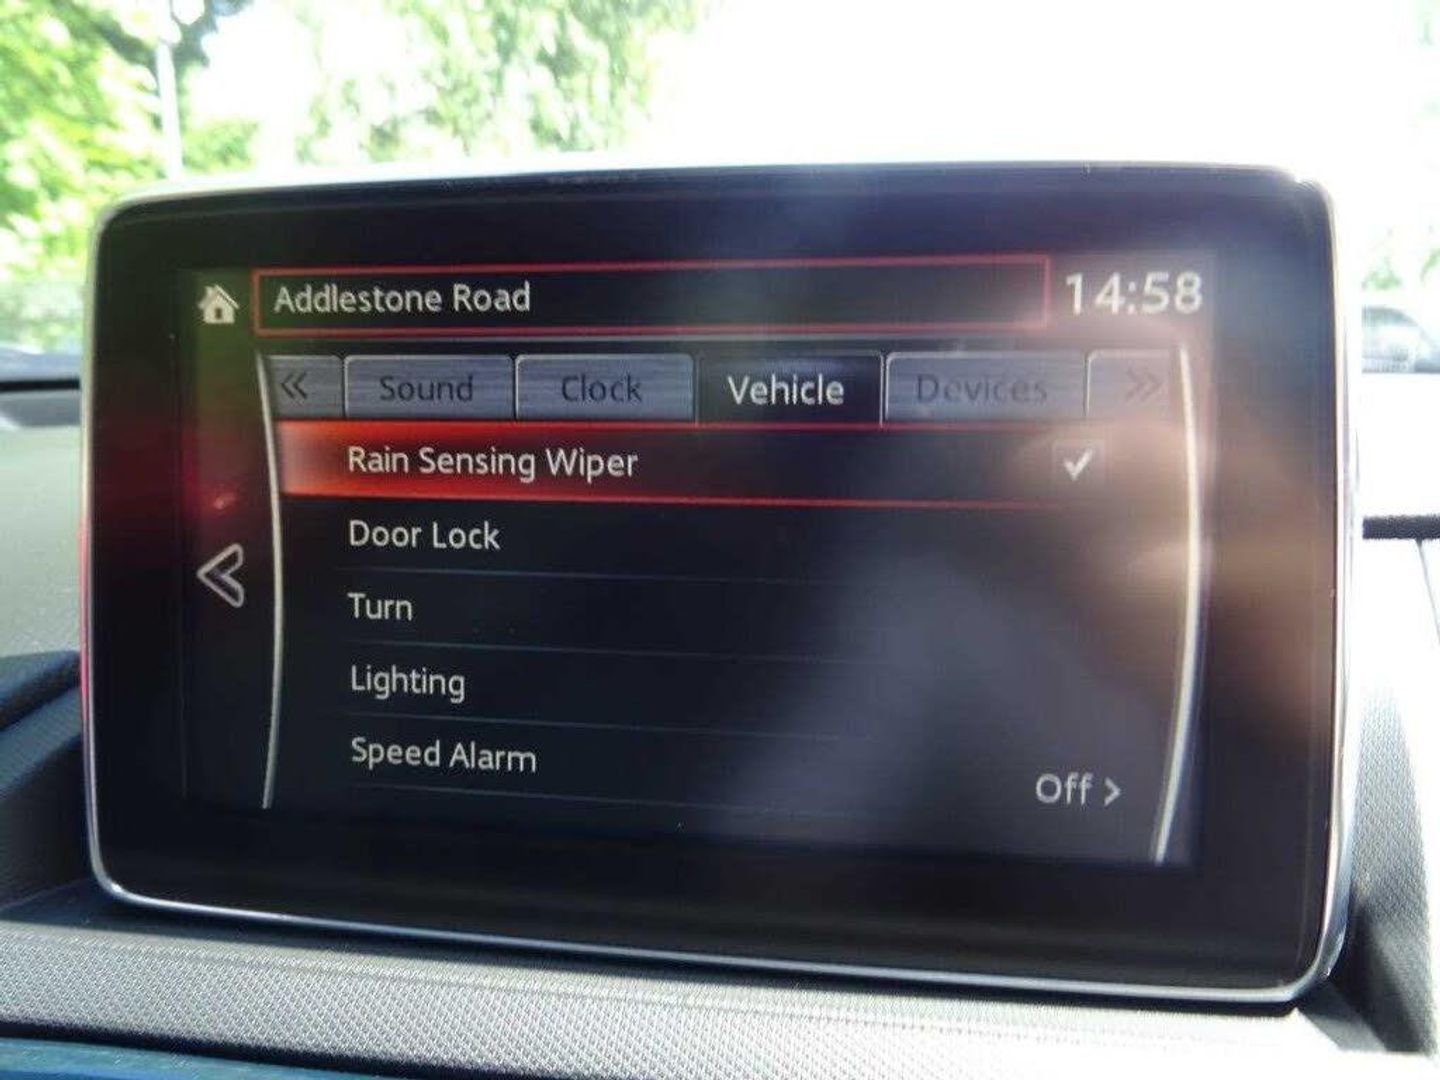 Addlestone Road 14:58
« Sound Clock Vehicle Devices »
Rain Sensing Wiper
Door Lock
Turn
Lighting
Speed Alarm
Off >